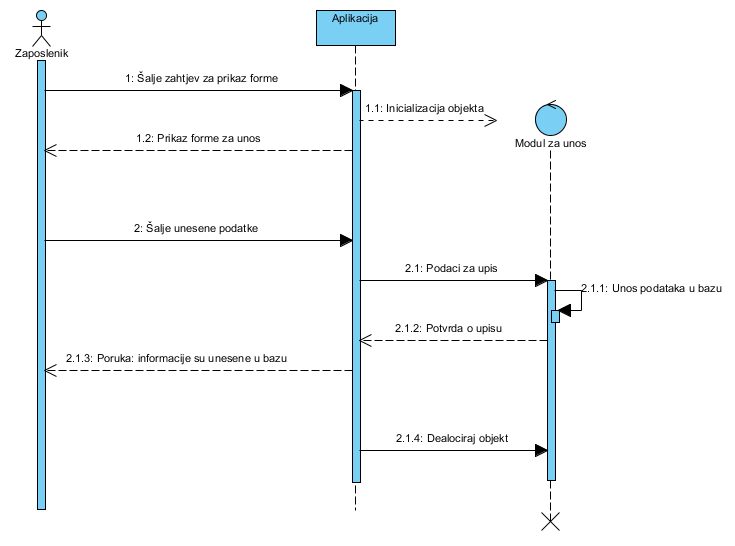 Aplikacija
Zaposlenik
1: Šalje zahtjev za prikaz forme
1.1: Inicializacija objekta
1.2: Prikaz forme za unos
Modul za unos
2: Šalje unesene podatke
2.1: Podaci za upis
2.1.1: Unos podataka u bazu
2.1.2: Potvrda o upisu
2.1.3: Poruka: informacije su unesene u bazu
2.1.4: Dealociraj objekt